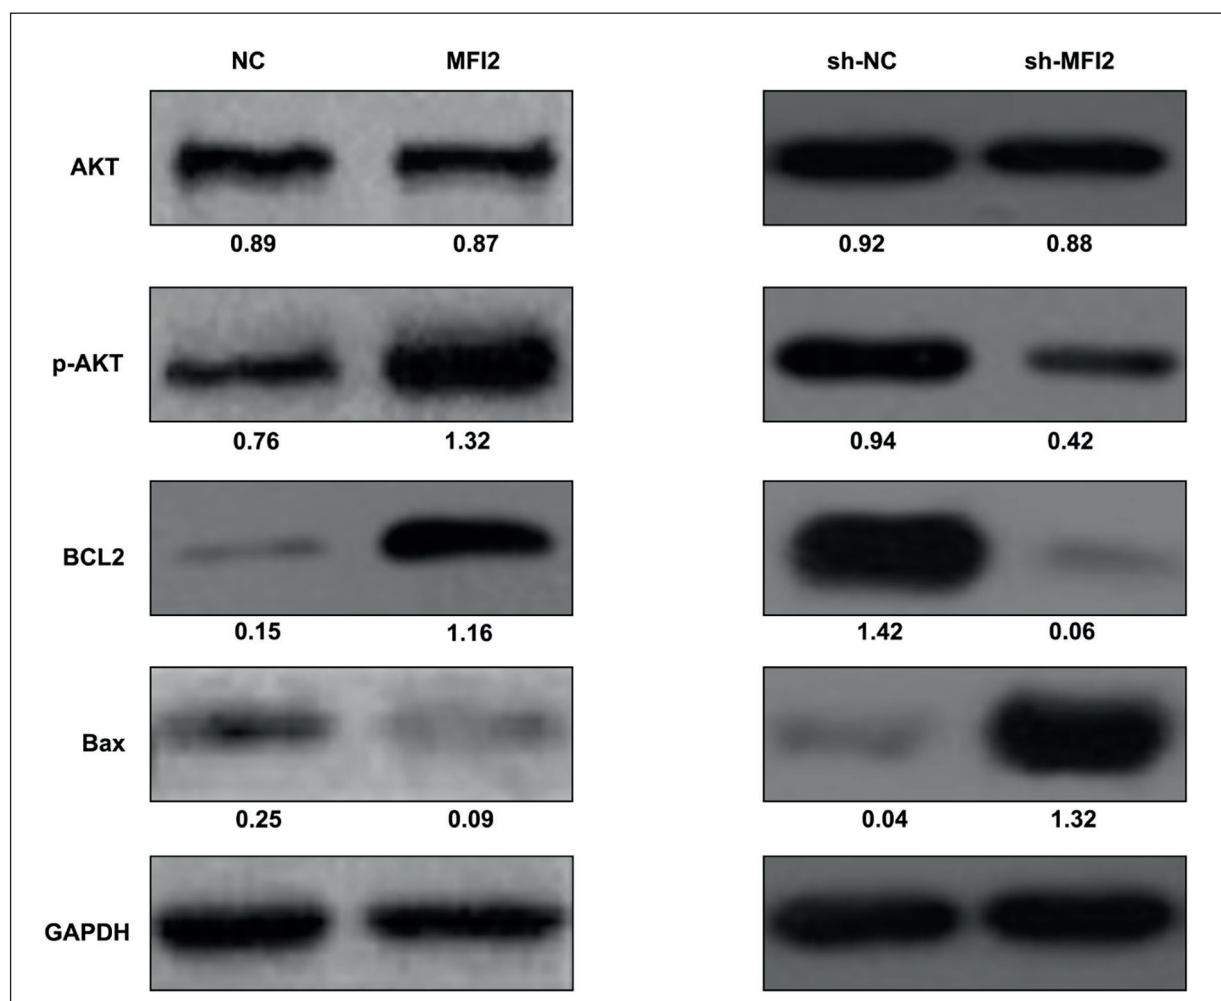 NC MFI2 sh-NC sh-MFI2
AKT
0.89 0.87 0.92 0.88
p-AKT
0.76 1.32 0.94 0.42
BCL2
0.15 1.16 1.42 0.06
Bax
0.25 0.09 0.04 1.32
GAPDH